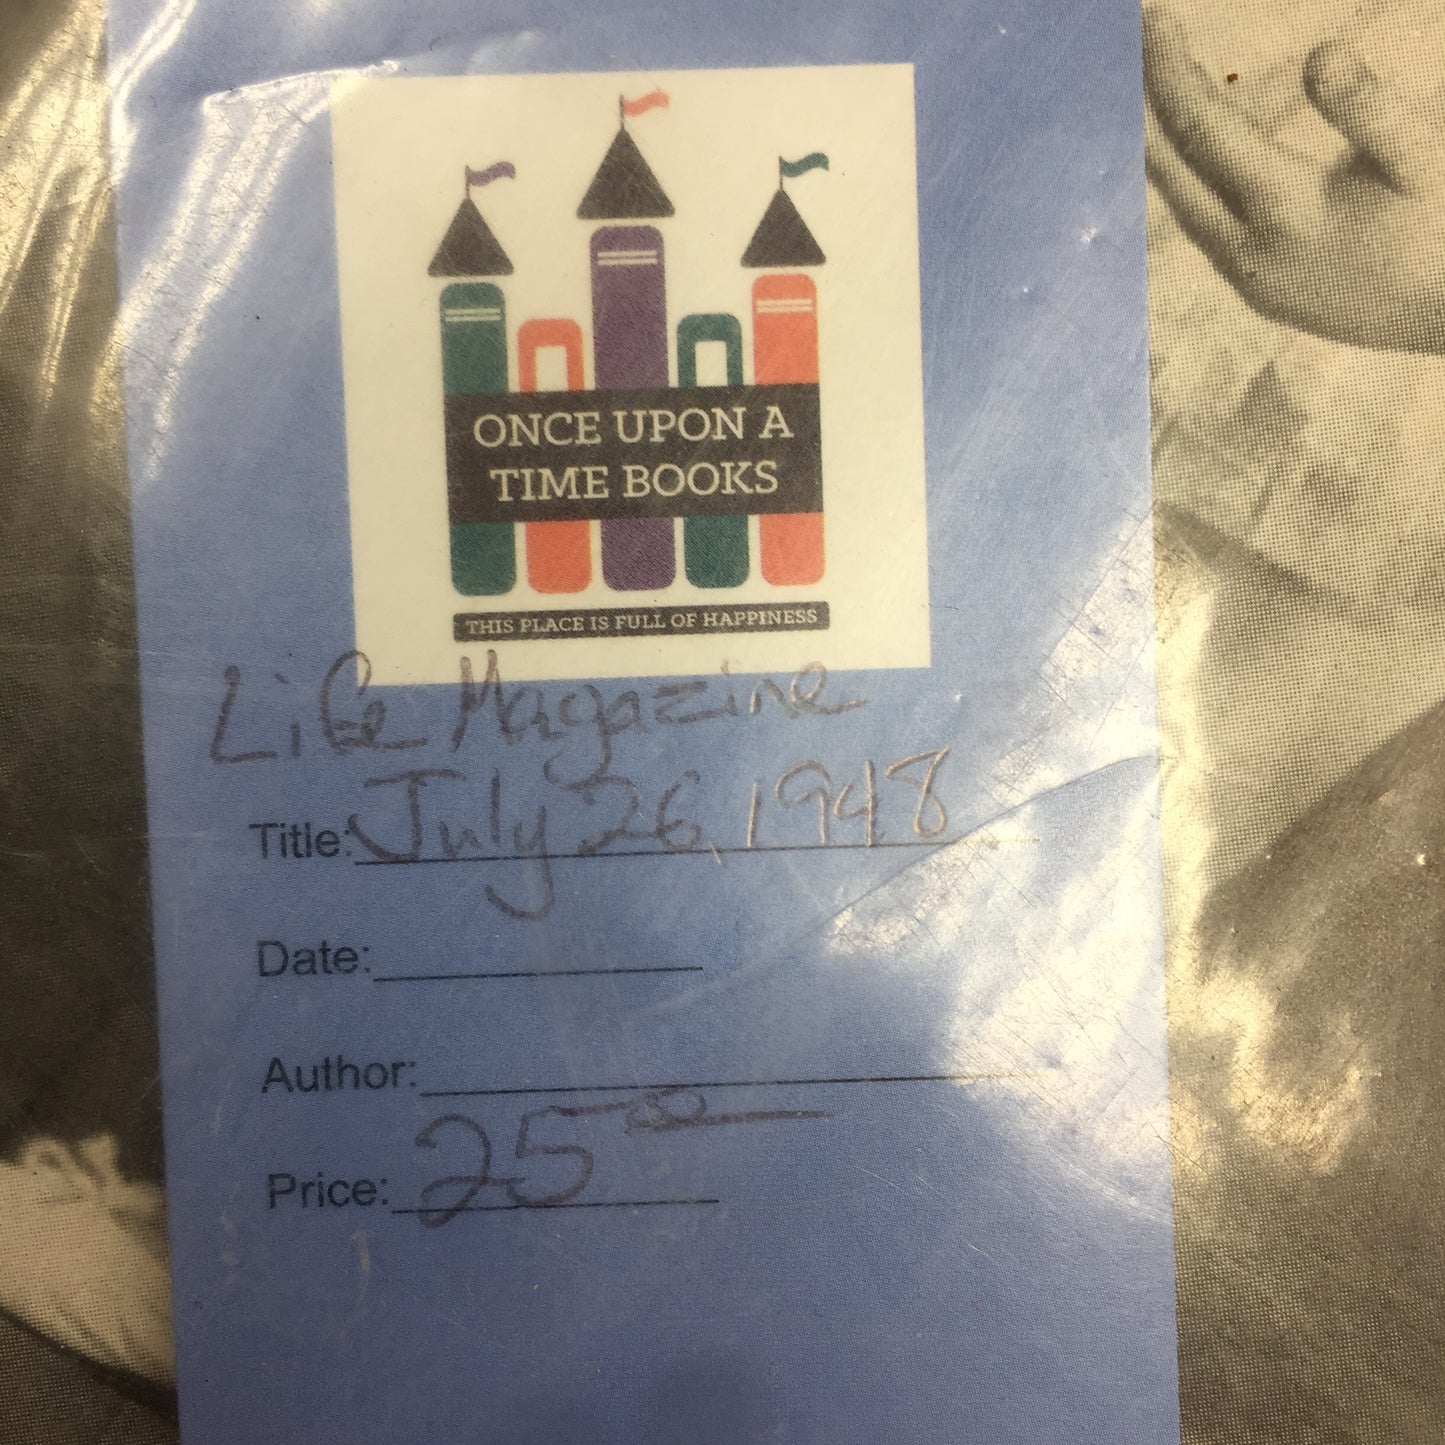 ONCE UPON A
TIME BOOKS
THIS PLACE IS FULL OF HAPPINESS
Life Magazine
Title: July 26, 1948
Date:
Author:
Price: 25 00